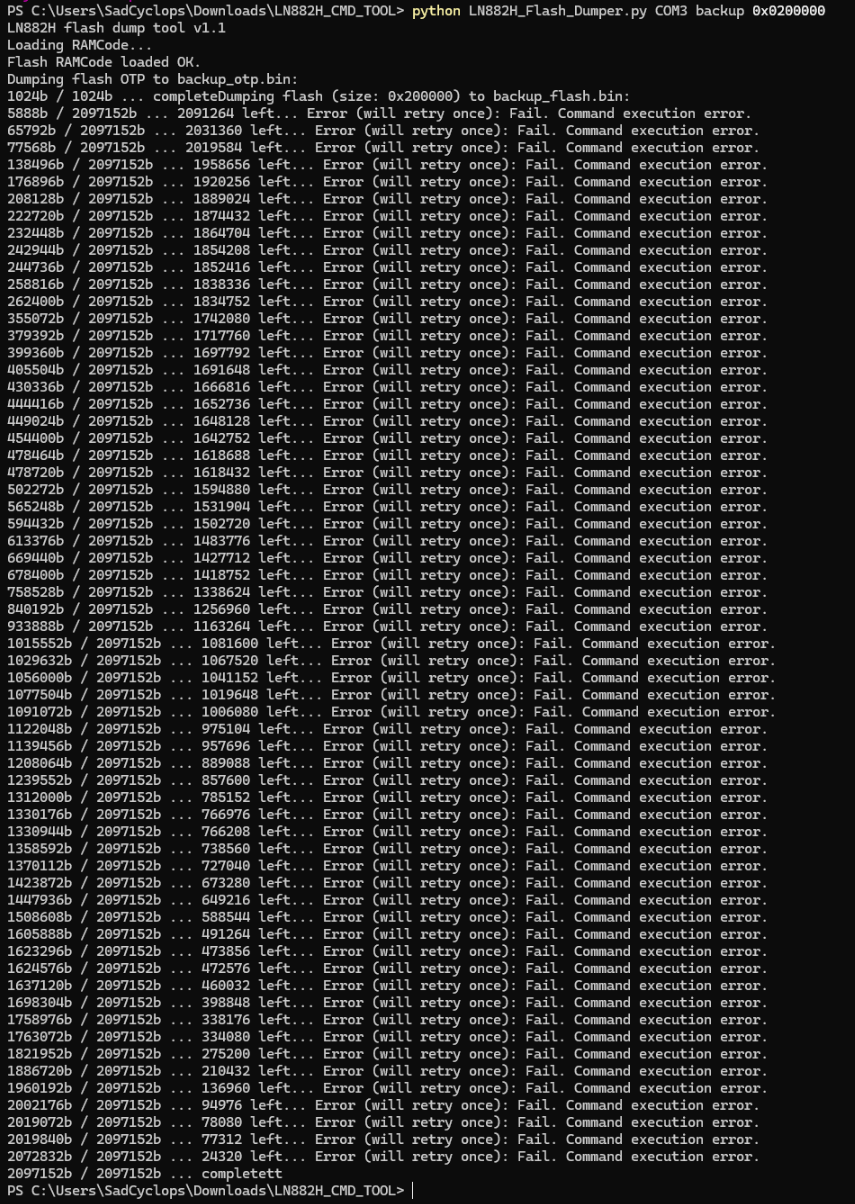 PS C:\Users\SadCyclops\Downloads\LN882H_CMD_TOOL> python LN882H_Flash_Dumper.py COM3 backup 0x0200000
LN882H flash dump tool v1.1
Loading RAMCode...
Flash RAMCode loaded OK.
Dumping flash OTP to backup_otp.bin:
1024b / 1024b ... completeDumping flash (size: 0x200000) to backup_flash.bin:
5888b / 2097152b ... 2091264 left... Error (will retry once): Fail. Command execution error.
65792b / 2097152b ... 2031360 left... Error (will retry once): Fail. Command execution error.
77568b / 2097152b ... 2019584 left... Error (will retry once): Fail. Command execution error.
138496b / 2097152b ... 1958656 left... Error (will retry once): Fail. Command execution error.
176896b / 2097152b ... 1920256 left... Error (will retry once): Fail. Command execution error.
208128b / 2097152b ... 1889024 left... Error (will retry once): Fail. Command execution error.
222720b / 2097152b ... 1874432 left... Error (will retry once): Fail. Command execution error.
232448b / 2097152b ... 1864704 left... Error (will retry once): Fail. Command execution error.
242944b / 2097152b ... 1854208 left... Error (will retry once): Fail. Command execution error.
244736b / 2097152b ... 1852416 left... Error (will retry once): Fail. Command execution error.
258816b / 2097152b ... 1838336 left... Error (will retry once): Fail. Command execution error.
262400b / 2097152b ... 1834752 left... Error (will retry once): Fail. Command execution error.
355072b / 2097152b ... 1742080 left... Error (will retry once): Fail. Command execution error.
379392b / 2097152b ... 1717760 left... Error (will retry once): Fail. Command execution error.
399360b / 2097152b ... 1697792 left... Error (will retry once): Fail. Command execution error.
405504b / 2097152b ... 1691648 left... Error (will retry once): Fail. Command execution error.
430336b / 2097152b ... 1666816 left... Error (will retry once): Fail. Command execution error.
444416b / 2097152b ... 1652736 left... Error (will retry once): Fail. Command execution error.
449024b / 2097152b ... 1648128 left... Error (will retry once): Fail. Command execution error.
454400b / 2097152b ... 1642752 left... Error (will retry once): Fail. Command execution error.
478464b / 2097152b ... 1618688 left... Error (will retry once): Fail. Command execution error.
478720b / 2097152b ... 1618432 left... Error (will retry once): Fail. Command execution error.
502272b / 2097152b ... 1594880 left... Error (will retry once): Fail. Command execution error.
565248b / 2097152b ... 1531904 left... Error (will retry once): Fail. Command execution error.
594432b / 2097152b ... 1502720 left... Error (will retry once): Fail. Command execution error.
613376b / 2097152b ... 1483776 left... Error (will retry once): Fail. Command execution error.
669440b / 2097152b ... 1427712 left... Error (will retry once): Fail. Command execution error.
678400b / 2097152b ... 1418752 left... Error (will retry once): Fail. Command execution error.
758528b / 2097152b ... 1338624 left... Error (will retry once): Fail. Command execution error.
840192b / 2097152b ... 1256960 left... Error (will retry once): Fail. Command execution error.
933888b / 2097152b ... 1163264 left... Error (will retry once): Fail. Command execution error.
1015552b / 2097152b ... 1081600 left... Error (will retry once): Fail. Command execution error.
1029632b / 2097152b ... 1067520 left... Error (will retry once): Fail. Command execution error.
1056000b / 2097152b ... 1041152 left... Error (will retry once): Fail. Command execution error.
1077504b / 2097152b ... 1019648 left... Error (will retry once): Fail. Command execution error.
1091072b / 2097152b ... 1006080 left... Error (will retry once): Fail. Command execution error.
1122048b / 2097152b ... 975104 left... Error (will retry once): Fail. Command execution error.
1139456b / 2097152b ... 957696 left... Error (will retry once): Fail. Command execution error.
1208064b / 2097152b ... 889088 left... Error (will retry once): Fail. Command execution error.
1239552b / 2097152b ... 857600 left... Error (will retry once): Fail. Command execution error.
1312000b / 2097152b ... 785152 left... Error (will retry once): Fail. Command execution error.
1330176b / 2097152b ... 766976 left... Error (will retry once): Fail. Command execution error.
1330944b / 2097152b ... 766208 left... Error (will retry once): Fail. Command execution error.
1358592b / 2097152b ... 738560 left... Error (will retry once): Fail. Command execution error.
1370112b / 2097152b ... 727040 left... Error (will retry once): Fail. Command execution error.
1423872b / 2097152b ... 673280 left... Error (will retry once): Fail. Command execution error.
1447936b / 2097152b ... 649216 left... Error (will retry once): Fail. Command execution error.
1508608b / 2097152b ... 588544 left... Error (will retry once): Fail. Command execution error.
1605888b / 2097152b ... 491264 left... Error (will retry once): Fail. Command execution error.
1623296b / 2097152b ... 473856 left... Error (will retry once): Fail. Command execution error.
1624576b / 2097152b ... 472576 left... Error (will retry once): Fail. Command execution error.
1637120b / 2097152b ... 460032 left... Error (will retry once): Fail. Command execution error.
1698304b / 2097152b ... 398848 left... Error (will retry once): Fail. Command execution error.
1758976b / 2097152b ... 338176 left... Error (will retry once): Fail. Command execution error.
1763072b / 2097152b ... 334080 left... Error (will retry once): Fail. Command execution error.
1821952b / 2097152b ... 275200 left... Error (will retry once): Fail. Command execution error.
1886720b / 2097152b ... 210432 left... Error (will retry once): Fail. Command execution error.
1960192b / 2097152b ... 136960 left... Error (will retry once): Fail. Command execution error.
2002176b / 2097152b ... 94976 left... Error (will retry once): Fail. Command execution error.
2019072b / 2097152b ... 78080 left... Error (will retry once): Fail. Command execution error.
2019840b / 2097152b ... 77312 left... Error (will retry once): Fail. Command execution error.
2072832b / 2097152b ... 24320 left... Error (will retry once): Fail. Command execution error.
2097152b / 2097152b ... completett
PS C:\Users\SadCyclops\Downloads\LN882H_CMD_TOOL>